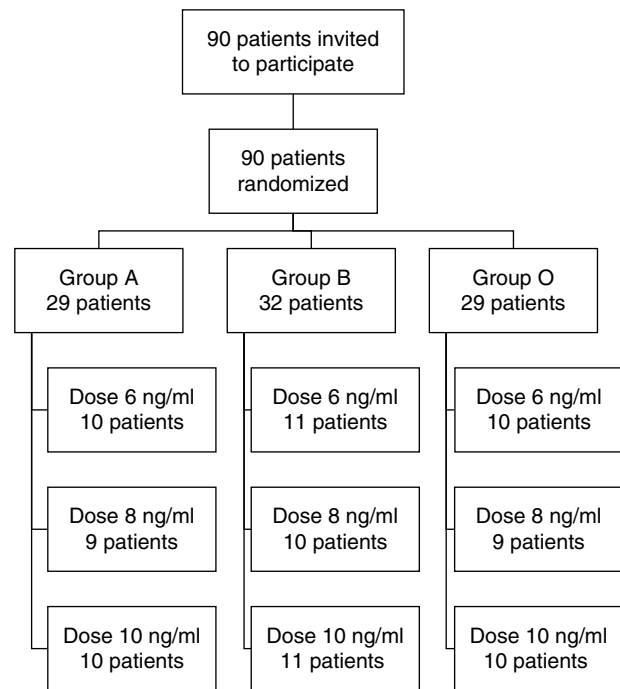 90 patients invited
to participate
90 patients
randomized
Group A
29 patients
Group B
32 patients
Group O
29 patients
Dose 6 ng/ml
10 patients
Dose 6 ng/ml
11 patients
Dose 6 ng/ml
10 patients
Dose 8 ng/ml
9 patients
Dose 8 ng/ml
10 patients
Dose 8 ng/ml
9 patients
Dose 10 ng/ml
10 patients
Dose 10 ng/ml
11 patients
Dose 10 ng/ml
10 patients